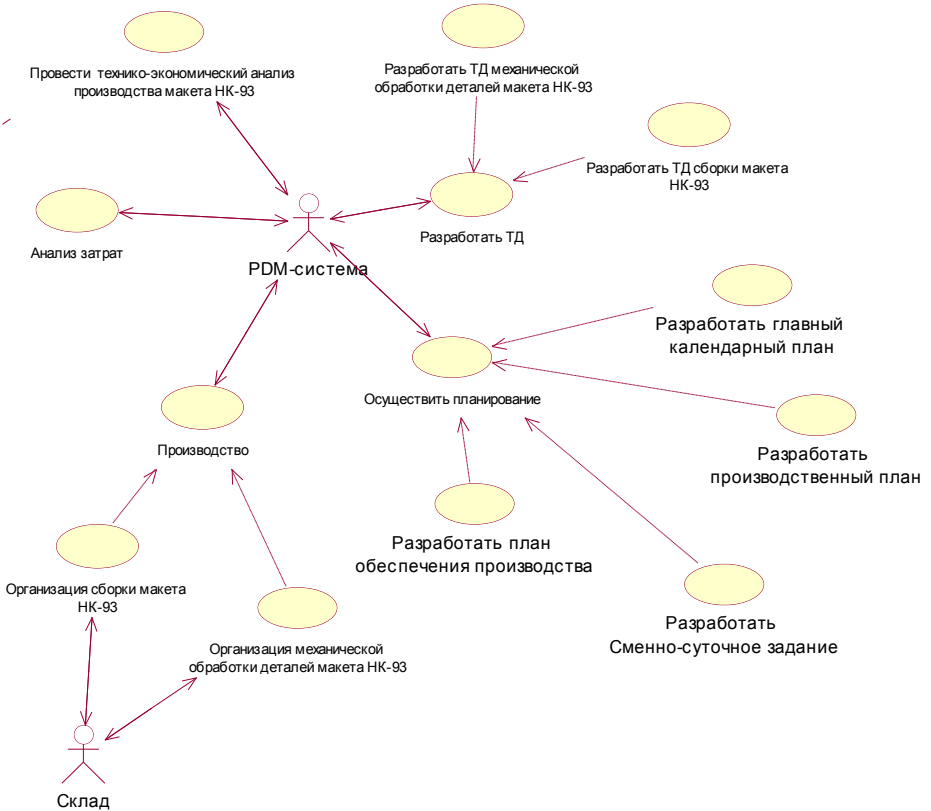 Провести технико-экономический анализ
производства макета НК-93
Разработать ТД механической
обработки деталей макета НК-93
Разработать ТД сборки макета
НК-93
Анализ затрат
Разработать ТД
PDM-система
Разработать главный
календарный план
Осуществить планирование
Производство
Разработать
производственный план
Разработать план
обеспечения производства
Организация сборки макета
НК-93
Разработать
Сменно-суточное задание
Организация механической
обработки деталей макета НК-93
Склад